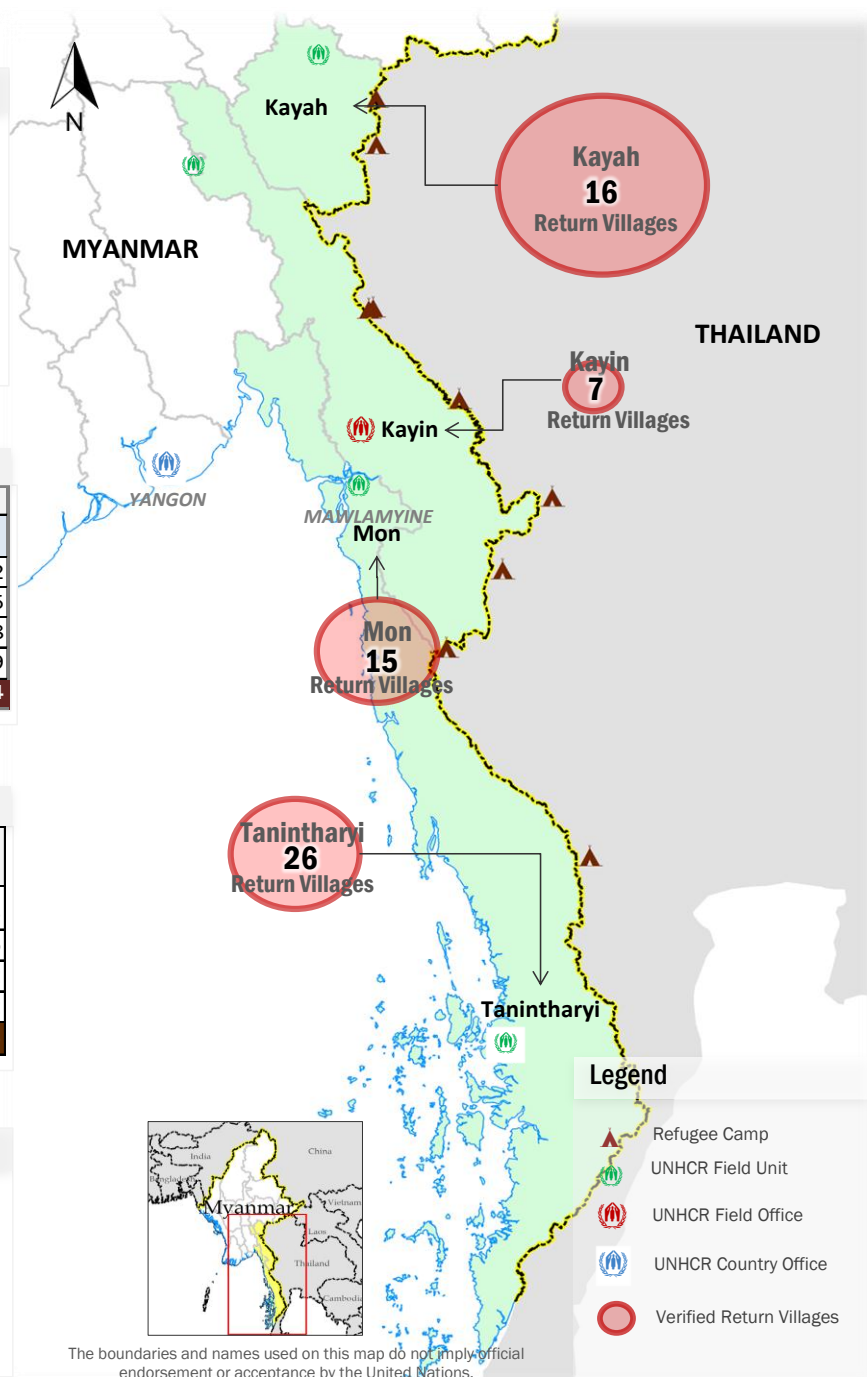 N
Kayah
Kayah
16
Return Villages
MYANMAR
THAILAND
Kayin
7
Return Villages
Kayin
YANGON
MAWLAMYINE
Mon
Mon
15
Return Villages
Tanintharyi
26
Return Villages
Tanintharyi
Legend
Refugee Camp
UNHCR Field Unit
UNHCR Field Office
UNHCR Country Office
Verified Return Villages
India
China
Myanmar
Vietnam
Laos
Thailand
Cambodia
The boundaries and names used on this map do not imply official
endorsement or acceptance by the United Nations.